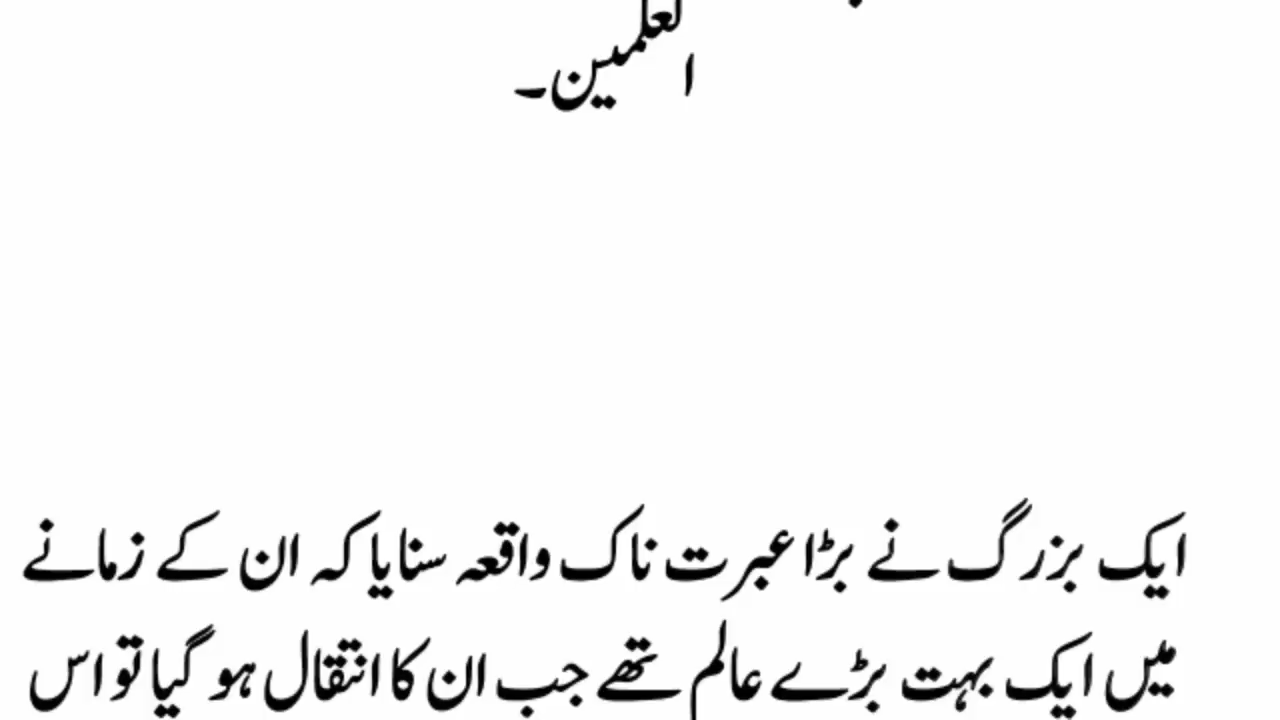 العلمین۔
ایک بزرگ نے بڑا عبرت ناک واقعہ سنایا کہ ان کے زمانے
میں ایک بہت بڑے عالم تھے جب ان کا انتقال ہو گیا تو اس